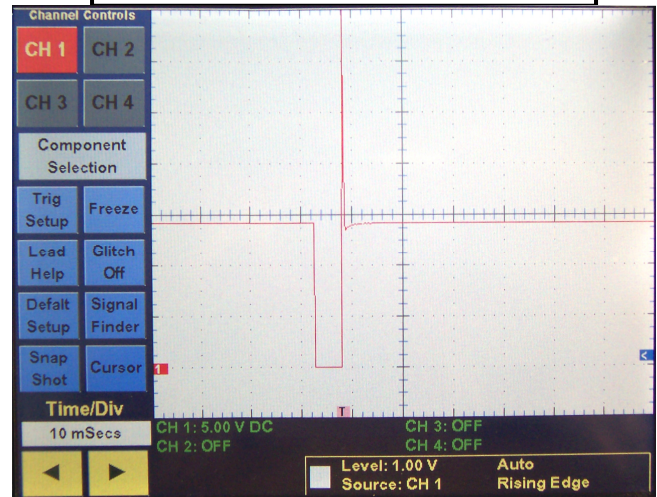 Channel Controls
CH 1
CH 2
CH 3
CH 4
Component
Selection
Trig
Setup
Freeze
Lead
Help
Glitch
Off
Defalt
Setup
Signal
Finder
Snap
Shot
Cursor
Time/Div
10 mSecs
1
T
<
CH 1: 5.00 V DC
CH 3: OFF
CH 2: OFF
CH 4: OFF
Level: 1.00 V
Auto
Source: CH 1
Rising Edge